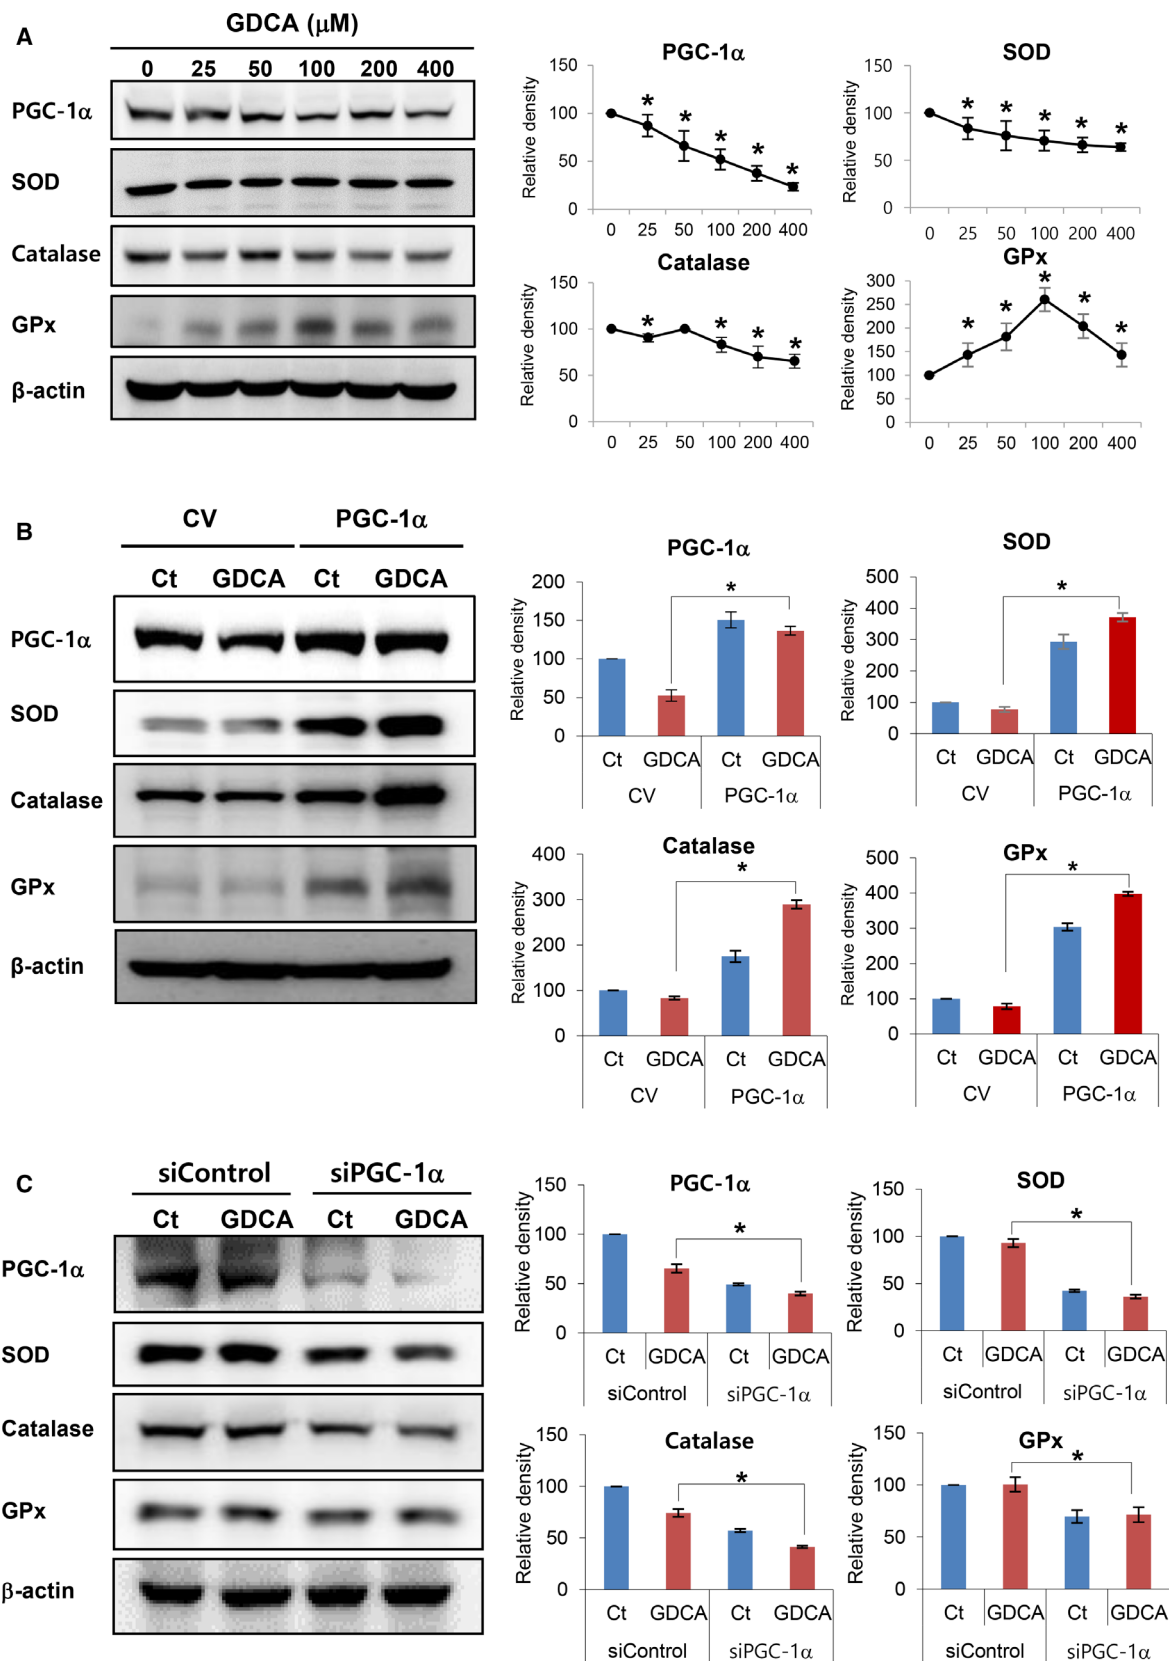 A
GDCA (µM)
0 25 50 100 200 400
PGC-1α
SOD
Catalase
GPx
β-actin
PGC-1α
Relative density
150
100
50
0
0 25 50 100 200 400
SOD
Relative density
150
100
50
0
0 25 50 100 200 400
Catalase
Relative density
150
100
50
0
0 25 50 100 200 400
GPx
Relative density
300
250
200
150
100
50
0
0 25 50 100 200 400
* * * * *
* * * * *
* * * *
* * * * *
B
CV PGC-1α
Ct GDCA Ct GDCA
PGC-1α
SOD
Catalase
GPx
β-actin
PGC-1α
Relative density
200
150
100
50
0
*
Ct GDCA Ct GDCA
CV PGC-1α
SOD
Relative density
500
400
300
200
100
0
*
Ct GDCA Ct GDCA
CV PGC-1α
Catalase
Relative density
400
300
200
100
0
*
Ct GDCA Ct GDCA
CV PGC-1α
GPx
Relative density
500
400
300
200
100
0
*
Ct GDCA Ct GDCA
CV PGC-1α
C
siControl siPGC-1α
Ct GDCA Ct GDCA
PGC-1α
SOD
Catalase
GPx
β-actin
PGC-1α
Relative density
150
100
50
0
*
Ct GDCA Ct GDCA
siControl siPGC-1α
SOD
Relative density
150
100
50
0
*
Ct GDCA Ct GDCA
siControl siPGC-1α
Catalase
Relative density
150
100
50
0
*
Ct GDCA Ct GDCA
siControl siPGC-1α
GPx
Relative density
150
100
50
0
*
Ct GDCA Ct GDCA
siControl siPGC-1α